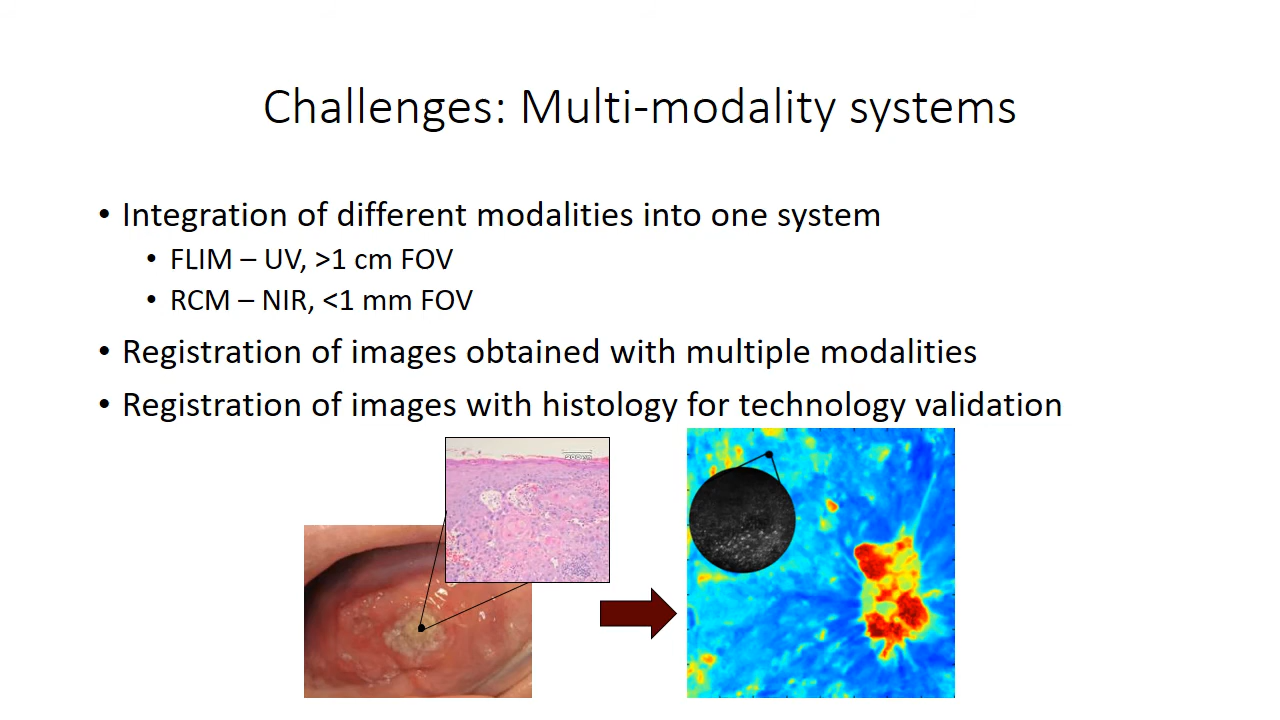 Challenges: Multi-modality systems
• Integration of different modalities into one system
• FLIM – UV, >1 cm FOV
• RCM – NIR, <1 mm FOV
• Registration of images obtained with multiple modalities
• Registration of images with histology for technology validation